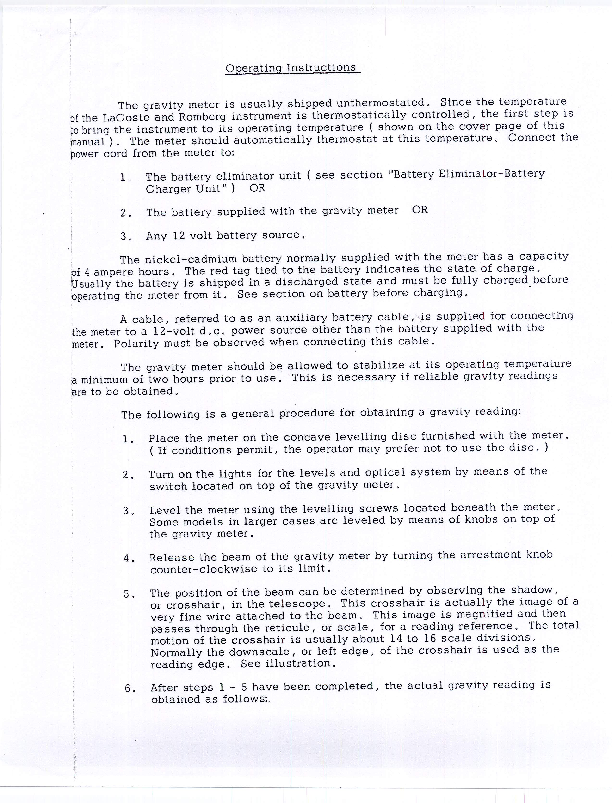 Operating Instructions
The gravity meter is usually shipped unthermostated. Since the temperature
of the LaCoste and Romberg instrument is thermostatically controlled, the first step is
to bring the instrument to its operating temperature ( shown on the cover page of this
manual ). The meter should automatically thermostat at this temperature. Connect the
power cord from the meter to:
1. The battery eliminator unit ( see section "Battery Eliminator-Battery
Charger Unit" ) OR
2. The battery supplied with the gravity meter OR
3. Any 12 volt battery source.
The nickel-cadmium battery normally supplied with the meter has a capacity
of 4 ampere hours. The red tag tied to the battery indicates the state of charge.
Usually the battery is shipped in a discharged state and must be fully charged before
operating the meter from it. See section on battery before charging.
A cable, referred to as an auxiliary battery cable, is supplied for connecting
the meter to a 12-volt d.c. power source other than the battery supplied with the
meter. Polarity must be observed when connecting this cable.
The gravity meter should be allowed to stabilize at its operating temperature
a minimum of two hours prior to use. This is necessary if reliable gravity readings
are to be obtained.
The following is a general procedure for obtaining a gravity reading:
1. Place the meter on the concave levelling disc furnished with the meter.
( If conditions permit, the operator may prefer not to use the disc. )
2. Turn on the lights for the levels and optical system by means of the
switch located on top of the gravity meter.
3. Level the meter using the levelling screws located beneath the meter.
Some models in larger cases are leveled by means of knobs on top of
the gravity meter.
4. Release the beam of the gravity meter by turning the arrestment knob
counter-clockwise to its limit.
5. The position of the beam can be determined by observing the shadow,
or crosshair, in the telescope. This crosshair is actually the image of a
very fine wire attached to the beam. This image is magnified and then
passes through the reticule, or scale, for a reading reference. The total
motion of the crosshair is usually about 14 to 16 scale divisions.
Normally the downscale, or left edge, of the crosshair is used as the
reading edge. See illustration.
6. After steps 1 - 5 have been completed, the actual gravity reading is
obtained as follows: